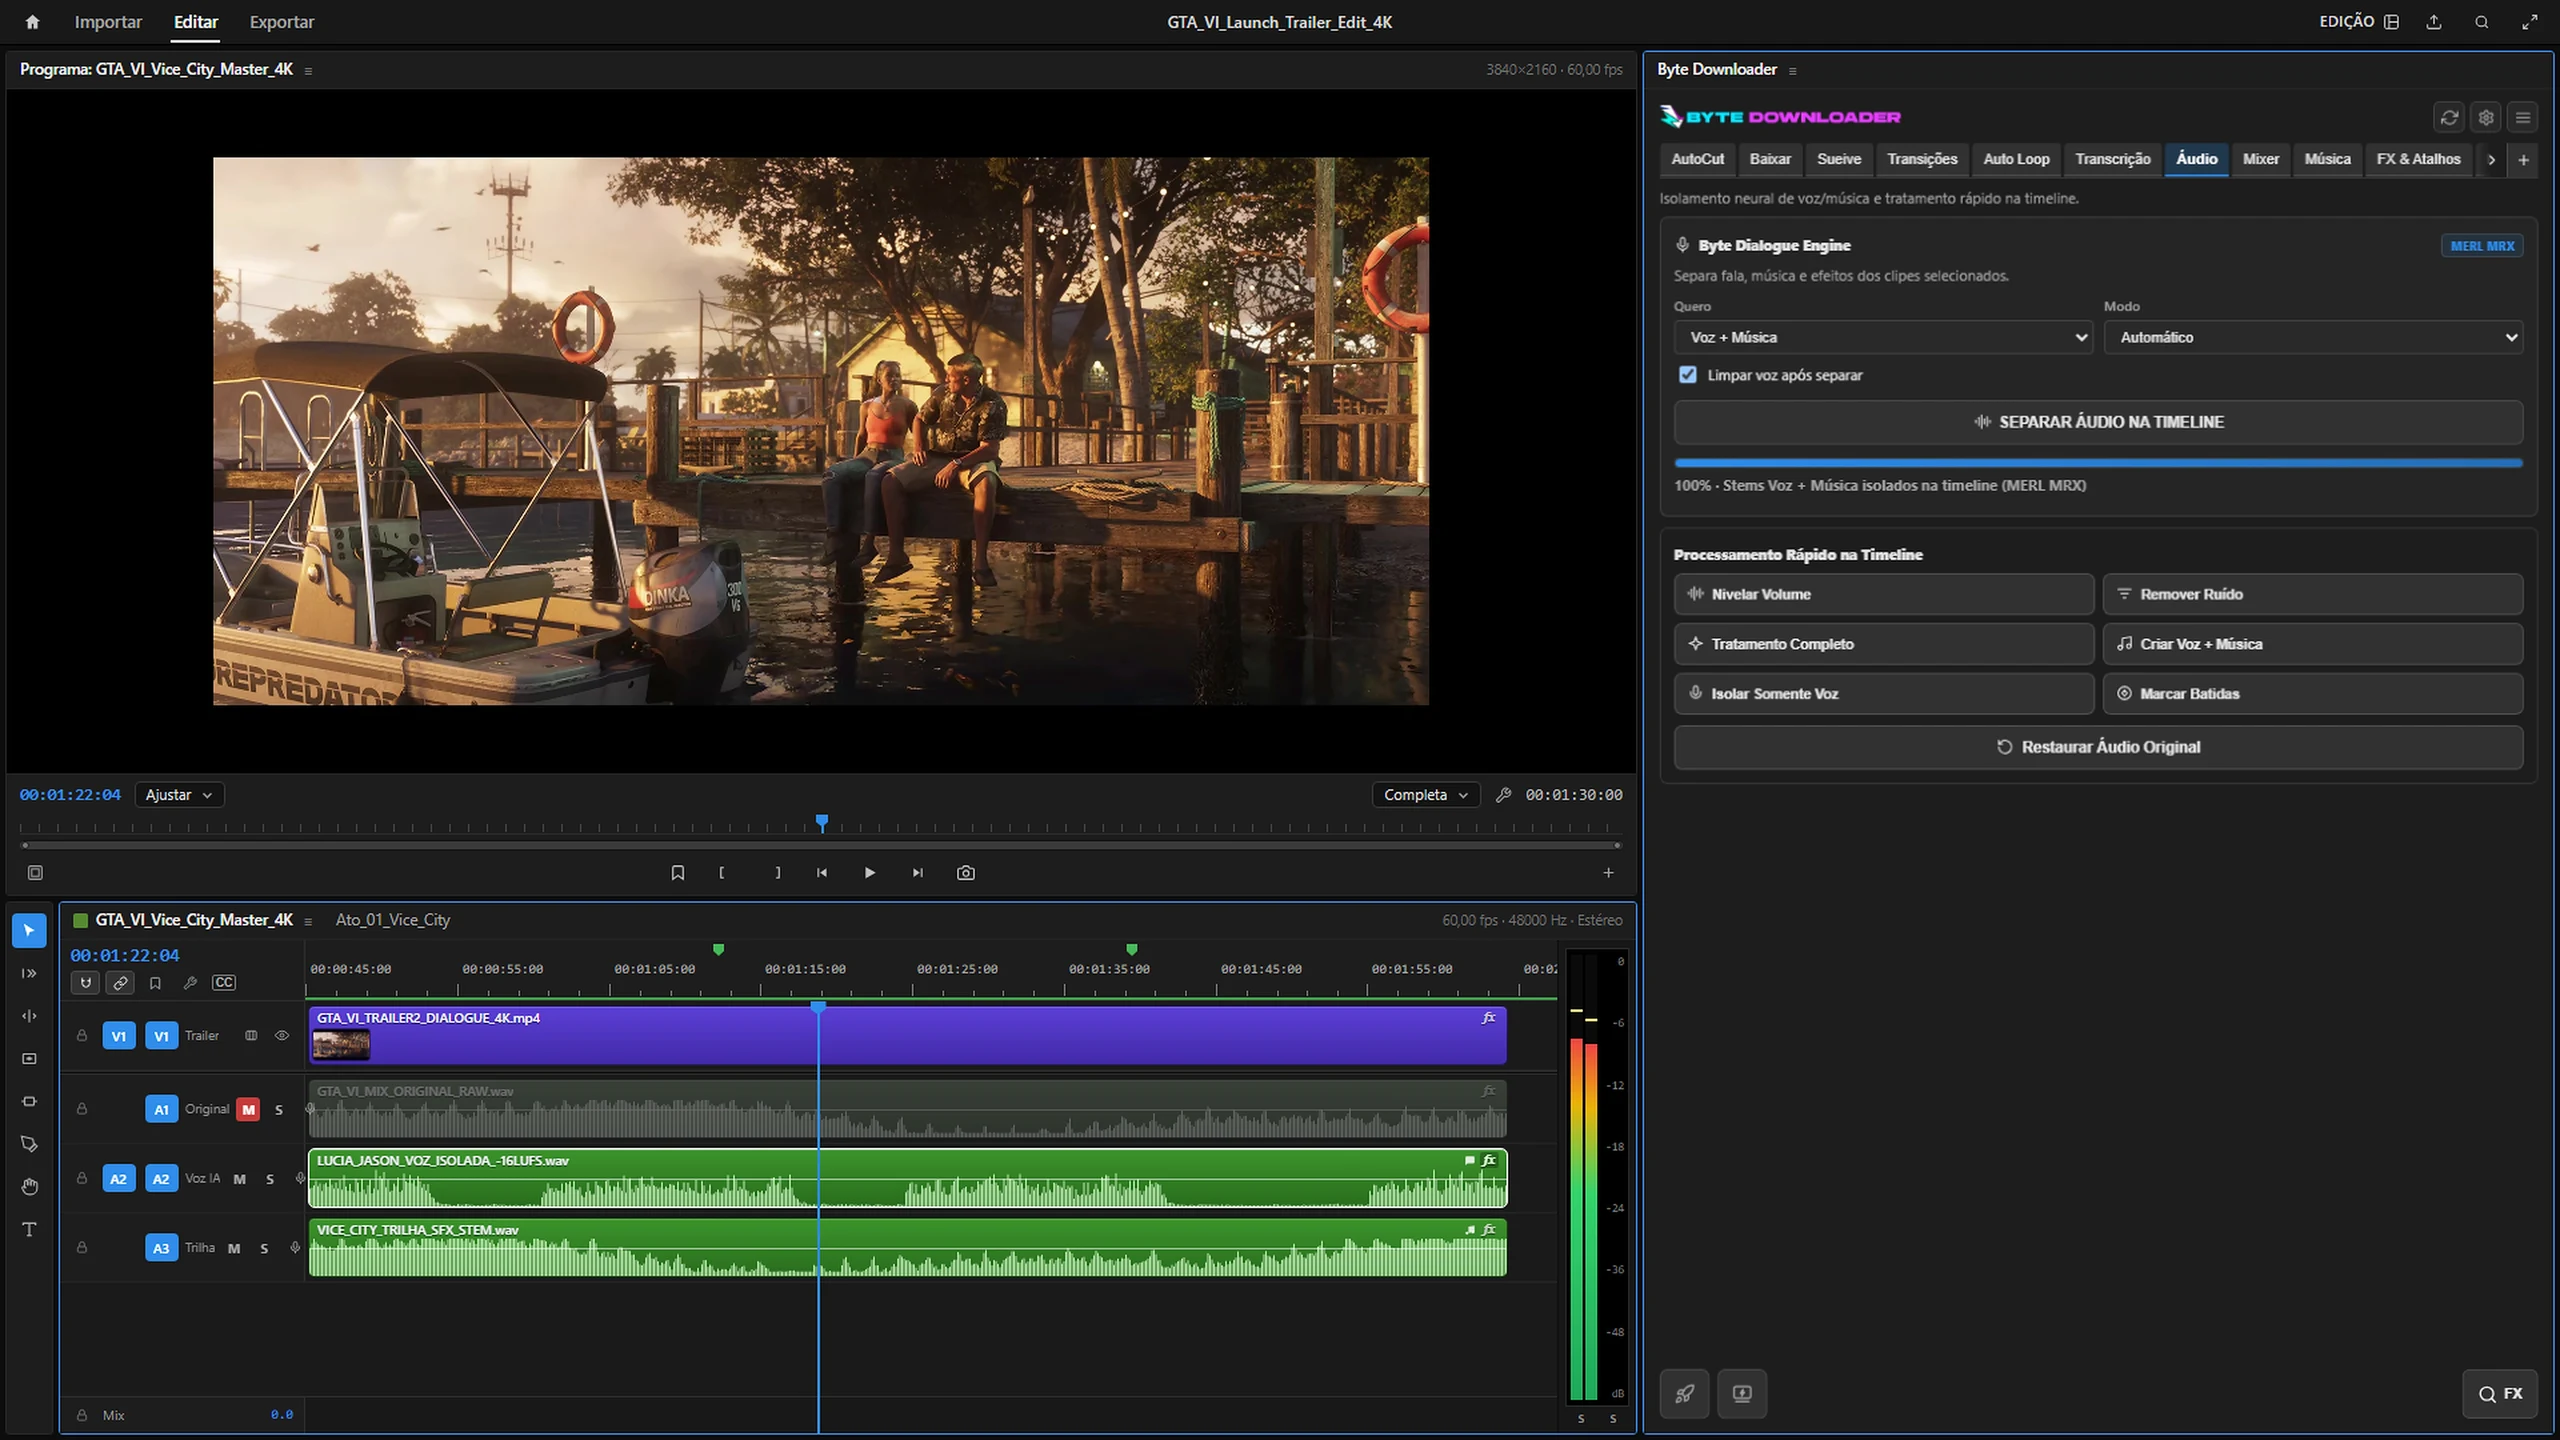 Importar
Editar
Exportar
GTA_VI_Launch_Trailer_Edit_4K
EDIÇÃO
Programa: GTA_VI_Vice_City_Master_4K
3840×2160 · 60,00 fps
DINKA
300
V6
REPREDATOR
00:01:22:04
Ajustar
Completa
00:01:30:00
GTA_VI_Vice_City_Master_4K
Ato_01_Vice_City
60,00 fps · 48000 Hz · Estéreo
00:01:22:04
CC
00:00:45:00
00:00:55:00
00:01:05:00
00:01:15:00
00:01:25:00
00:01:35:00
00:01:45:00
00:01:55:00
00:02
V1
V1
Trailer
GTA_VI_TRAILER2_DIALOGUE_4K.mp4
fx
A1
Original
M
S
GTA_VI_MIX_ORIGINAL_RAW.wav
fx
A2
A2
Voz IA
M
S
LUCIA_JASON_VOZ_ISOLADA_-16LUFS.wav
fx
A3
Trilha
M
S
VICE_CITY_TRILHA_SFX_STEM.wav
fx
Mix
0.0
0
-6
-12
-18
-24
-36
-48
dB
S
S
Byte Downloader
BYTE DOWNLOADER
AutoCut
Baixar
Sueive
Transições
Auto Loop
Transcrição
Áudio
Mixer
Música
FX & Atalhos
Isolamento neural de voz/música e tratamento rápido na timeline.
Byte Dialogue Engine
MERL MRX
Separa fala, música e efeitos dos clipes selecionados.
Quero
Modo
Voz + Música
Automático
Limpar voz após separar
SEPARAR ÁUDIO NA TIMELINE
100% · Stems Voz + Música isolados na timeline (MERL MRX)
Processamento Rápido na Timeline
Nivelar Volume
Remover Ruído
Tratamento Completo
Criar Voz + Música
Isolar Somente Voz
Marcar Batidas
Restaurar Áudio Original
FX